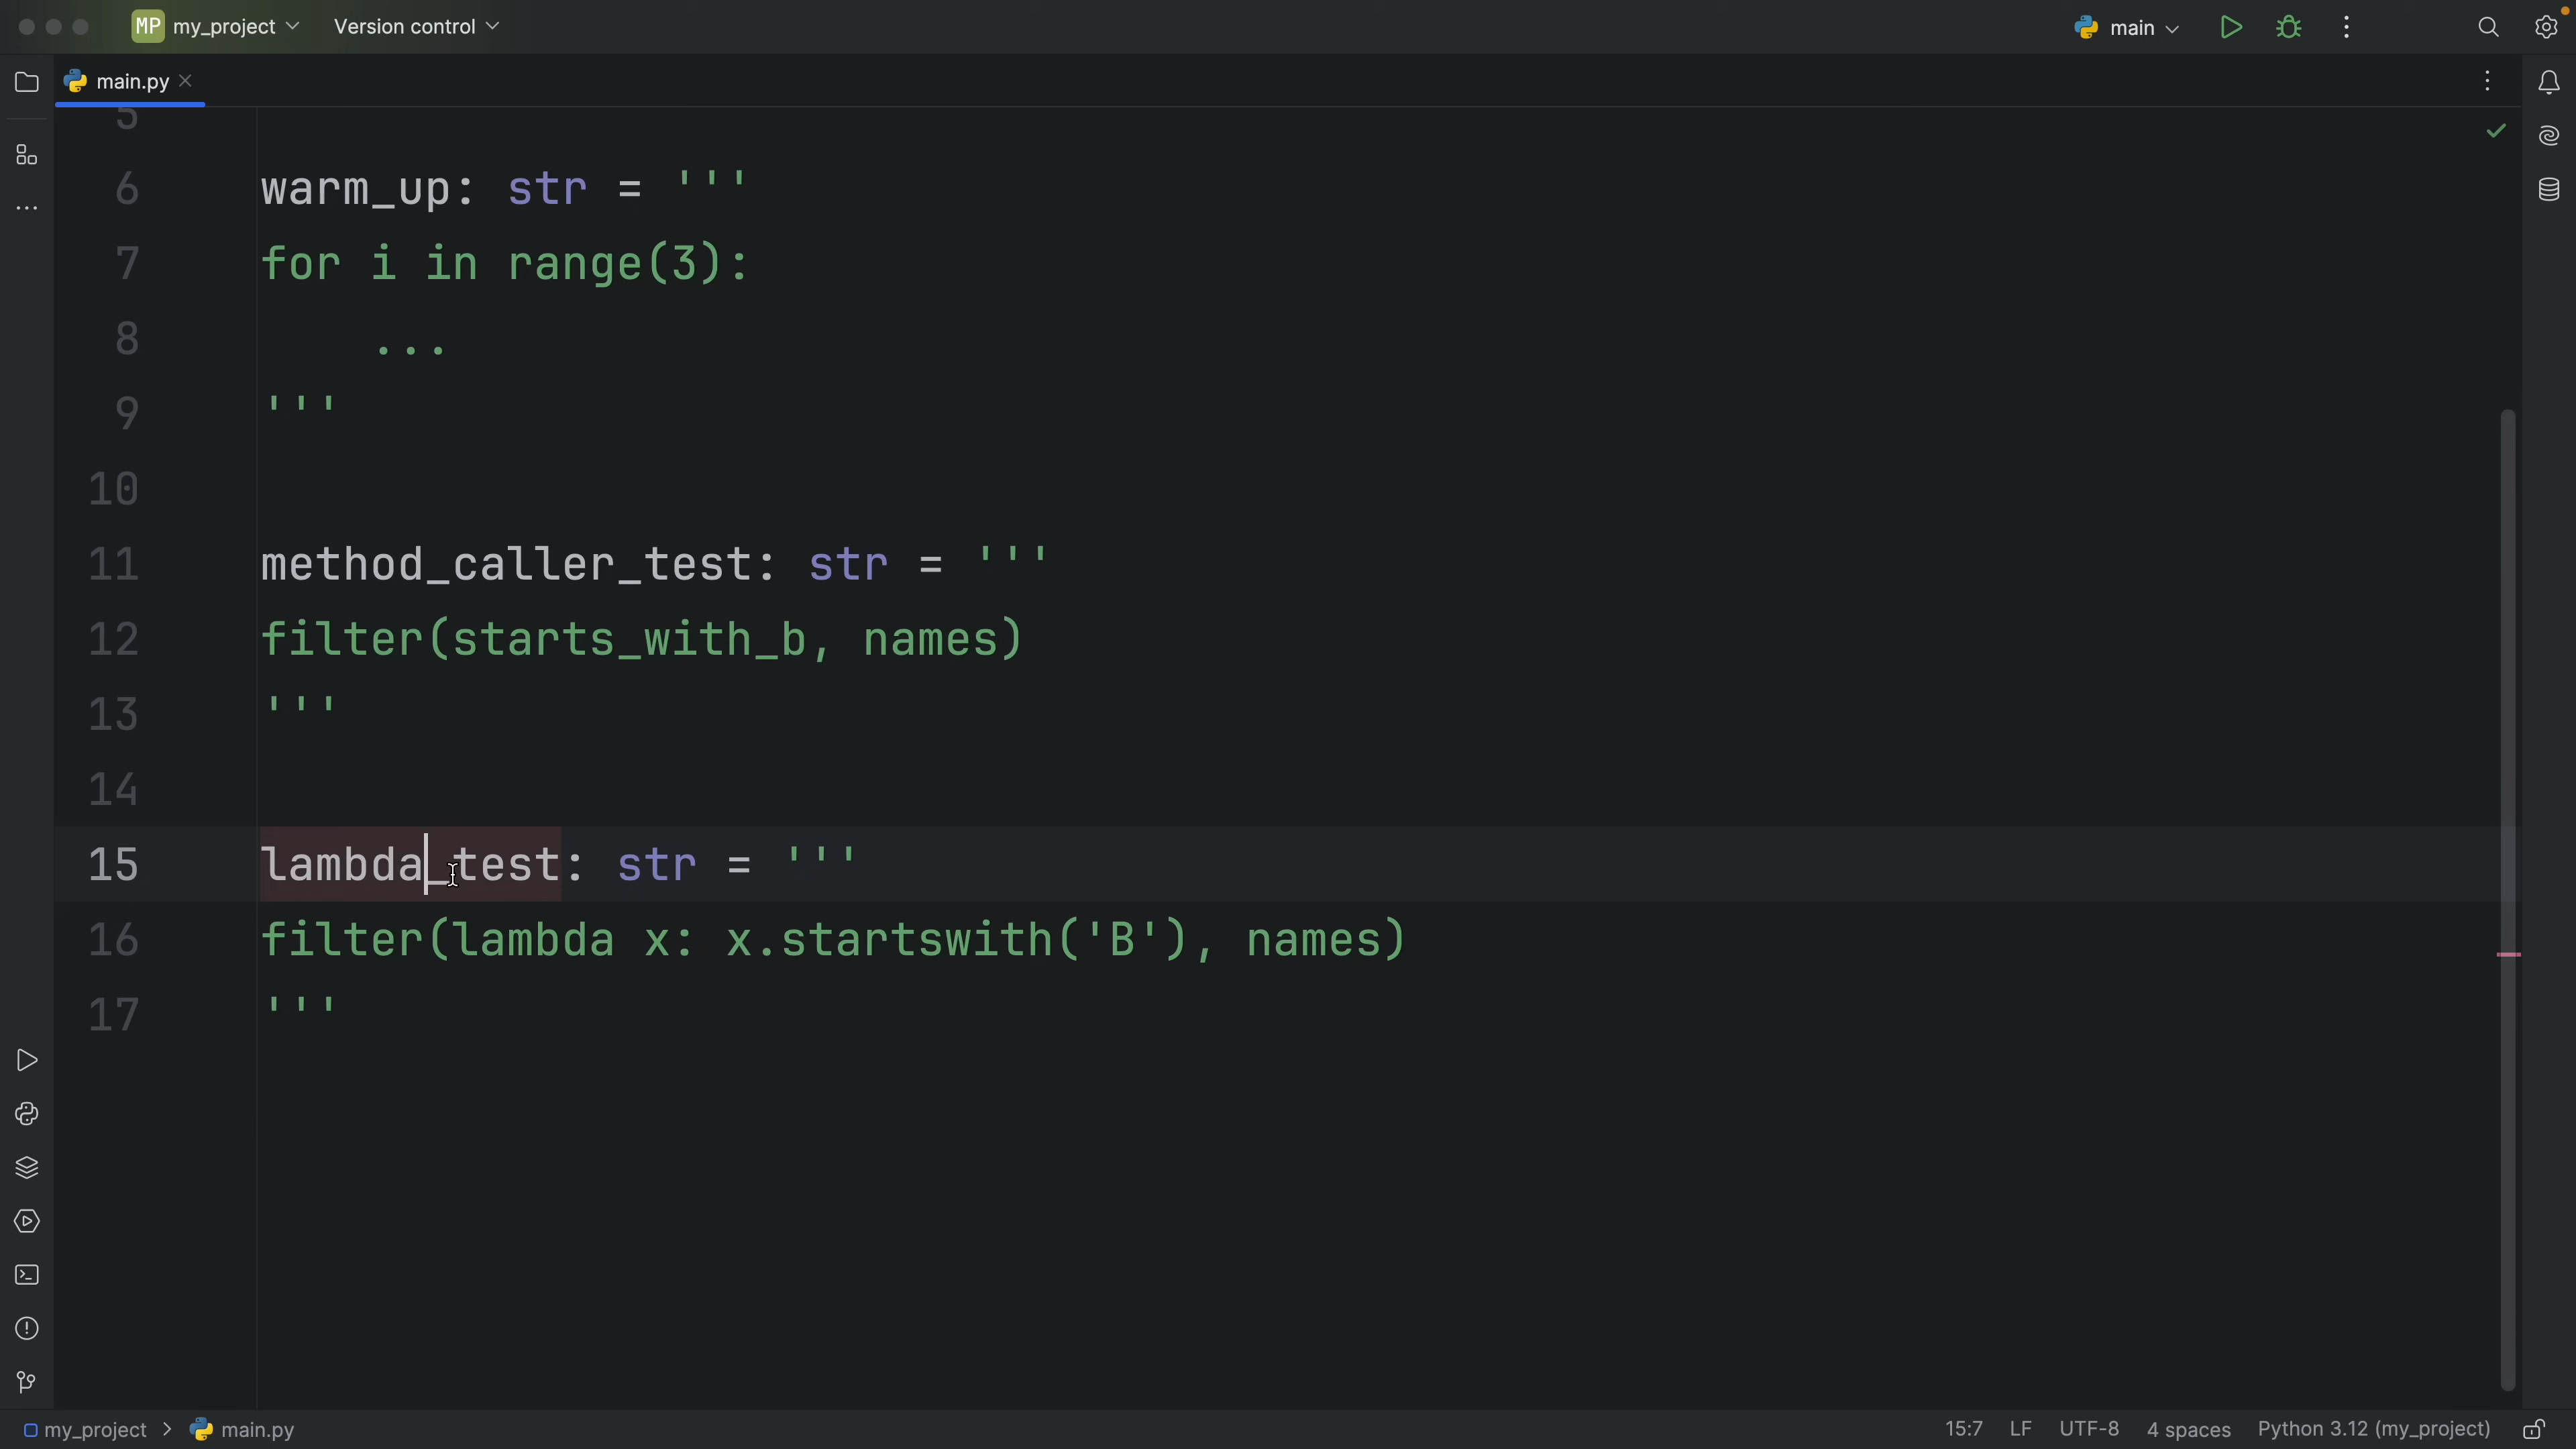 MP my_project Version control main
main.py
5
6 warm_up: str = '''
7 for i in range(3):
8     ...
9 '''
10
11 method_caller_test: str = '''
12 filter(starts_with_b, names)
13 '''
14
15 lambda_test: str = '''
16 filter(lambda x: x.startswith('B'), names)
17 '''
my_project > main.py 15:7 LF UTF-8 4 spaces Python 3.12 (my_project)